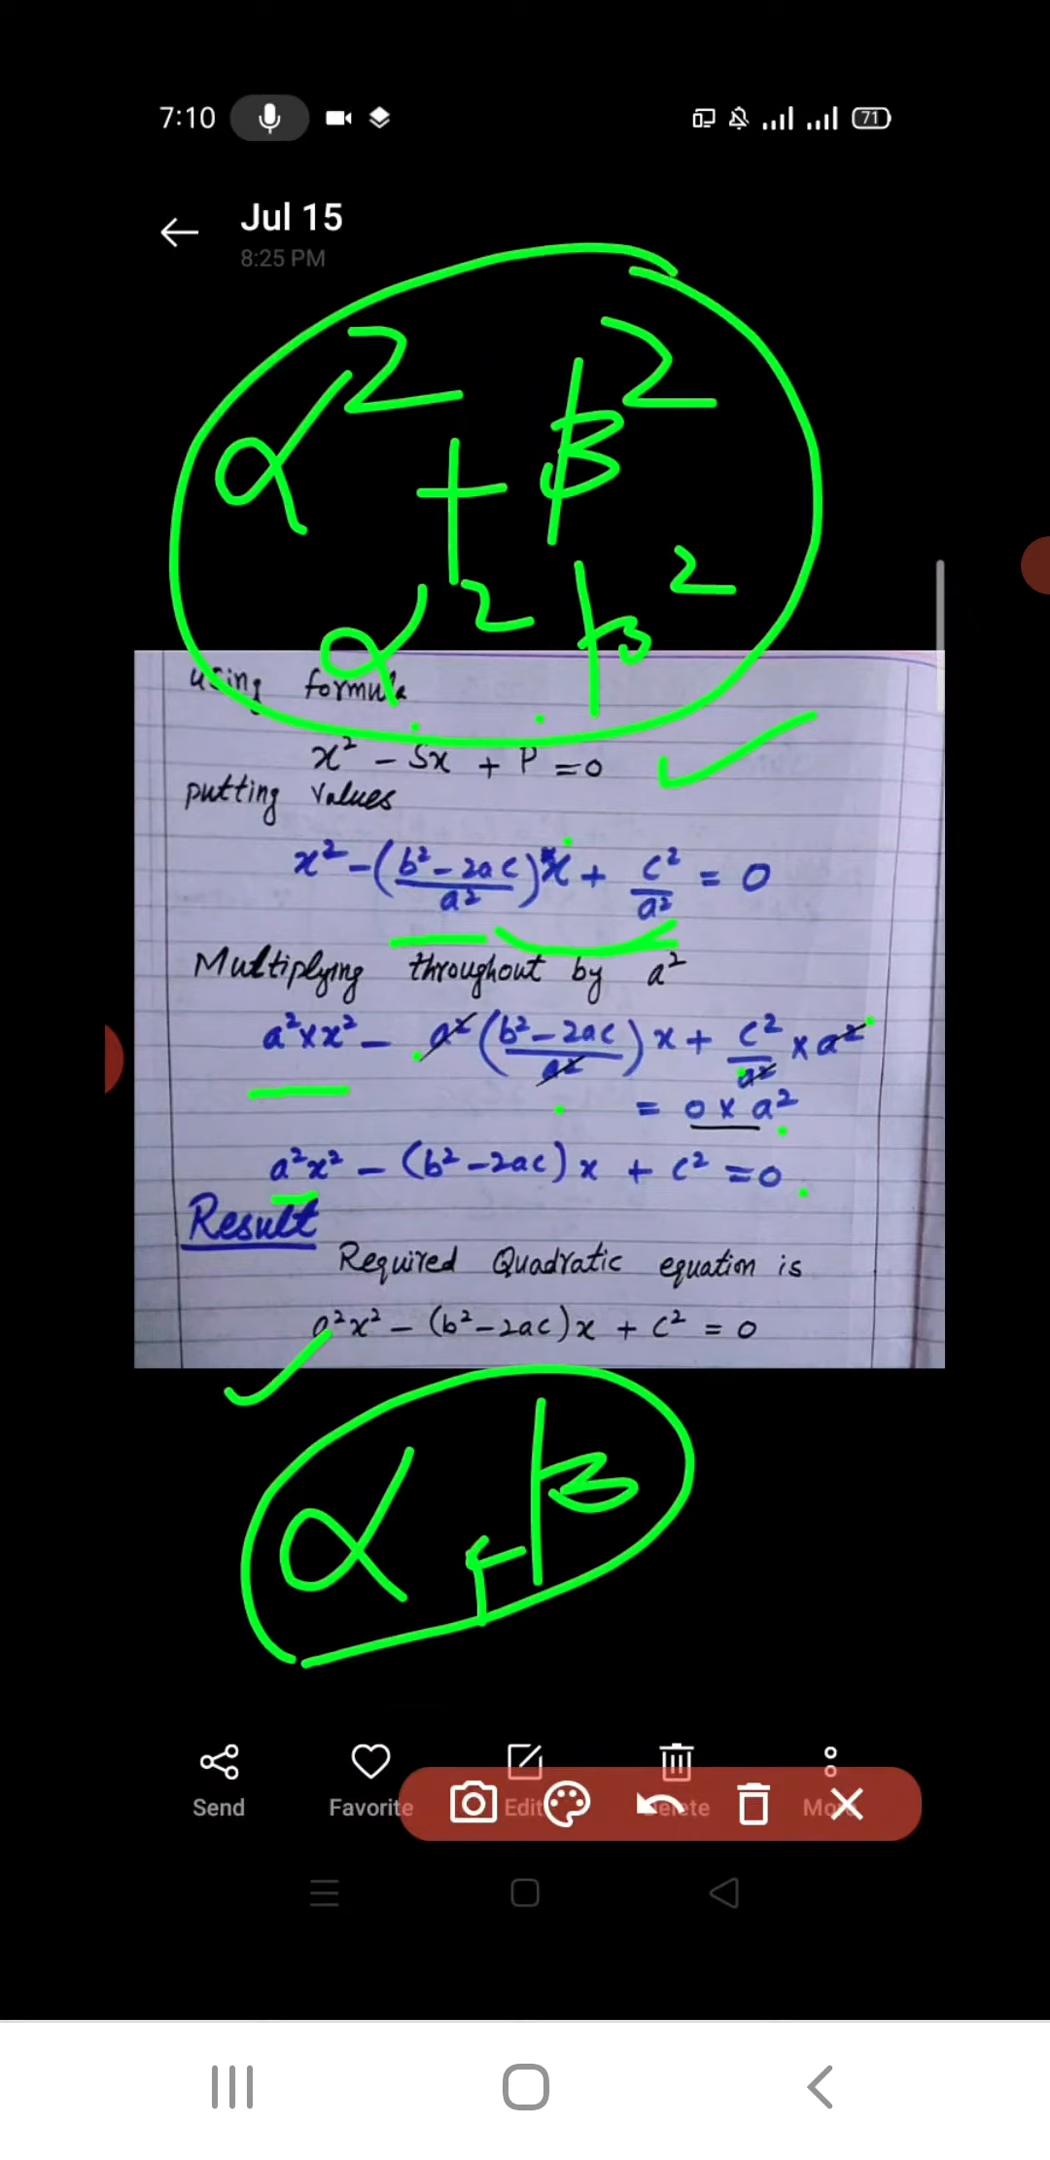 7:10
71
Jul 15
8:25 PM
α² + β²
α² β²
using formula
x² - Sx + P = 0
putting values
x² - (b² - 2ac / a²)x + c²/a² = 0
Multiplying throughout by a²
a² × x² - a² (b² - 2ac / a²) x + c²/a² × a²
= 0 × a²
a²x² - (b² - 2ac) x + c² = 0
Result
Required Quadratic equation is
a²x² - (b² - 2ac) x + c² = 0
α, β
Send Favorite Edit Delete More